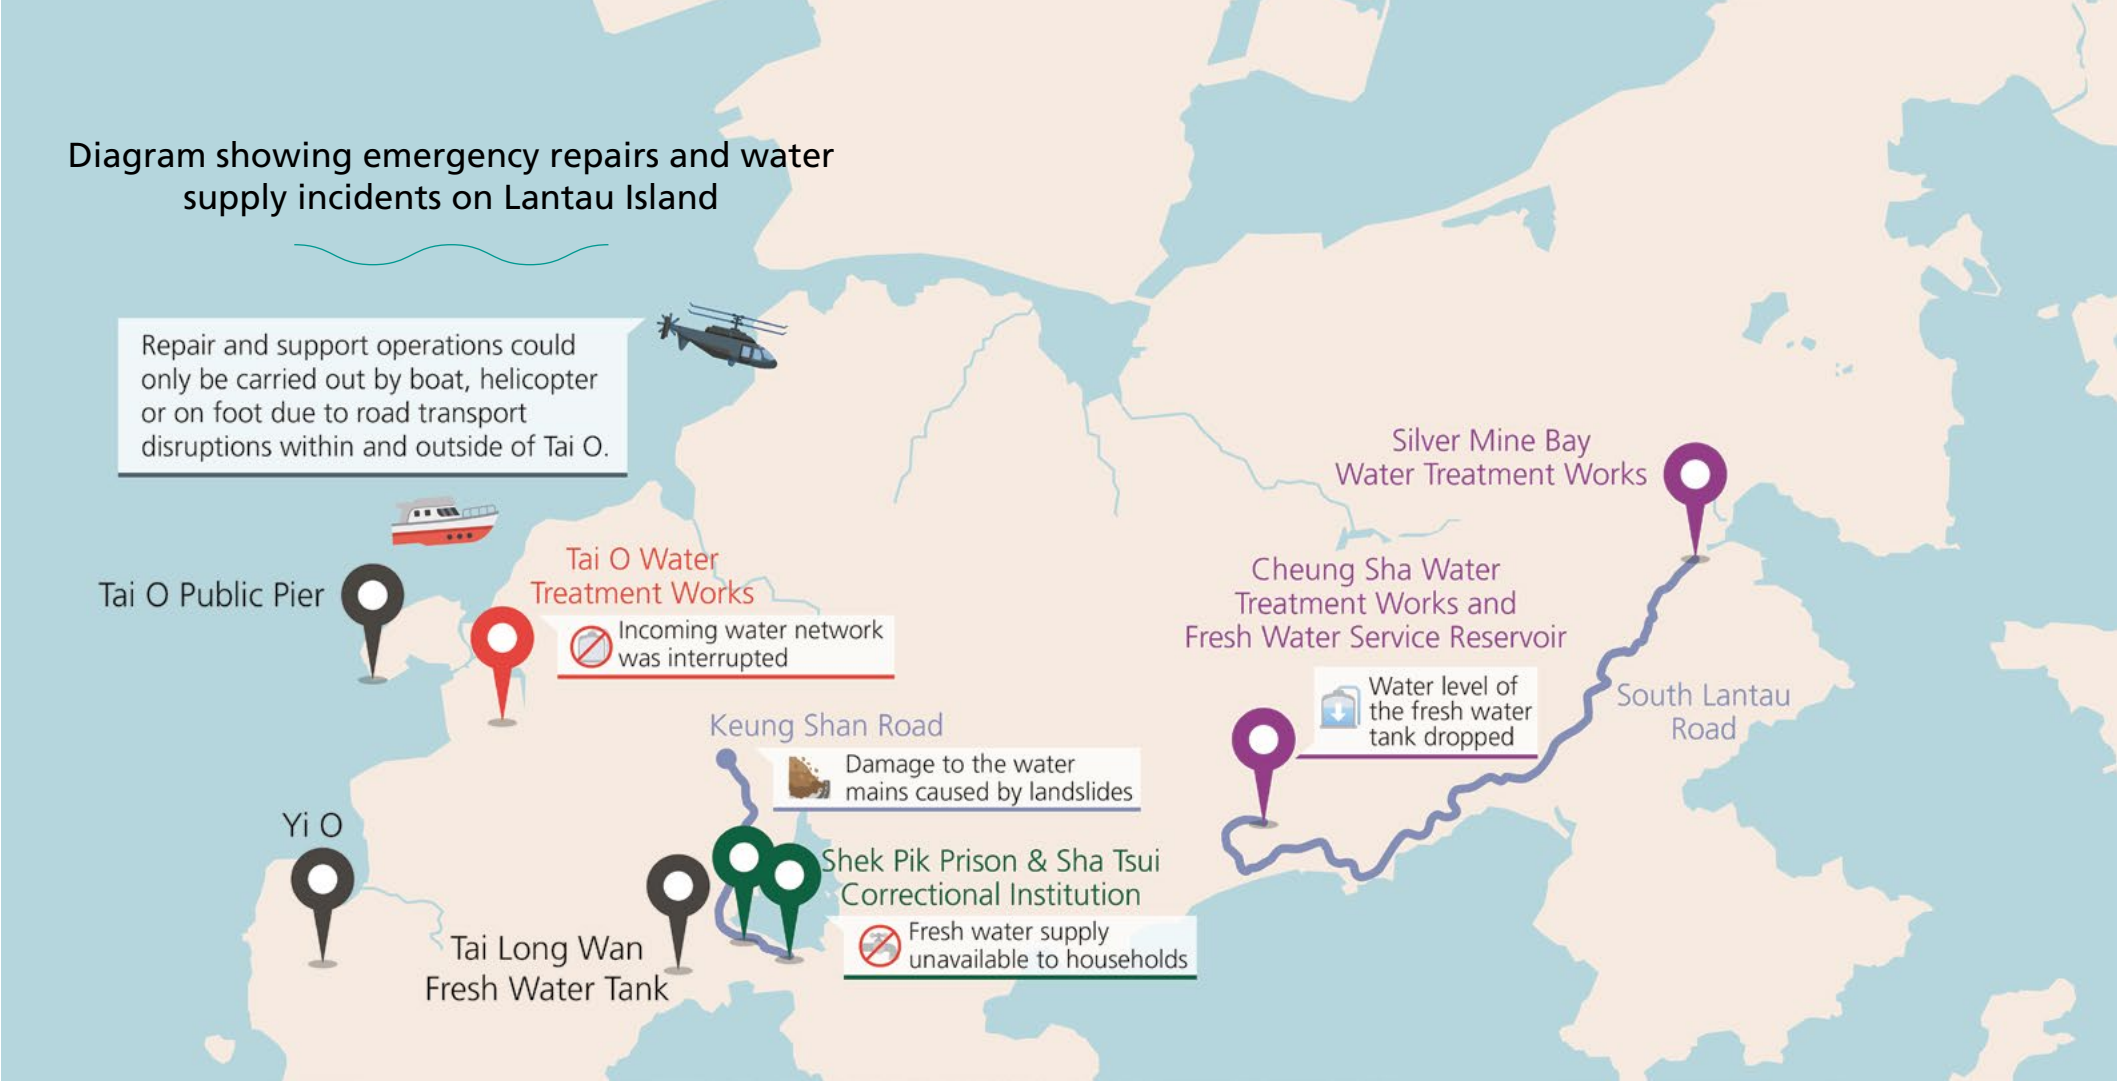 Diagram showing emergency repairs and water
supply incidents on Lantau Island
Repair and support operations could
only be carried out by boat, helicopter
or on foot due to road transport
disruptions within and outside of Tai O.
Silver Mine Bay
Water Treatment Works
Tai O Public Pier
Tai O Water
Treatment Works
Incoming water network
was interrupted
Cheung Sha Water
Treatment Works and
Fresh Water Service Reservoir
Water level of
the fresh water
tank dropped
South Lantau
Road
Keung Shan Road
Damage to the water
mains caused by landslides
Yi O
Shek Pik Prison & Sha Tsui
Correctional Institution
Fresh water supply
unavailable to households
Tai Long Wan
Fresh Water Tank